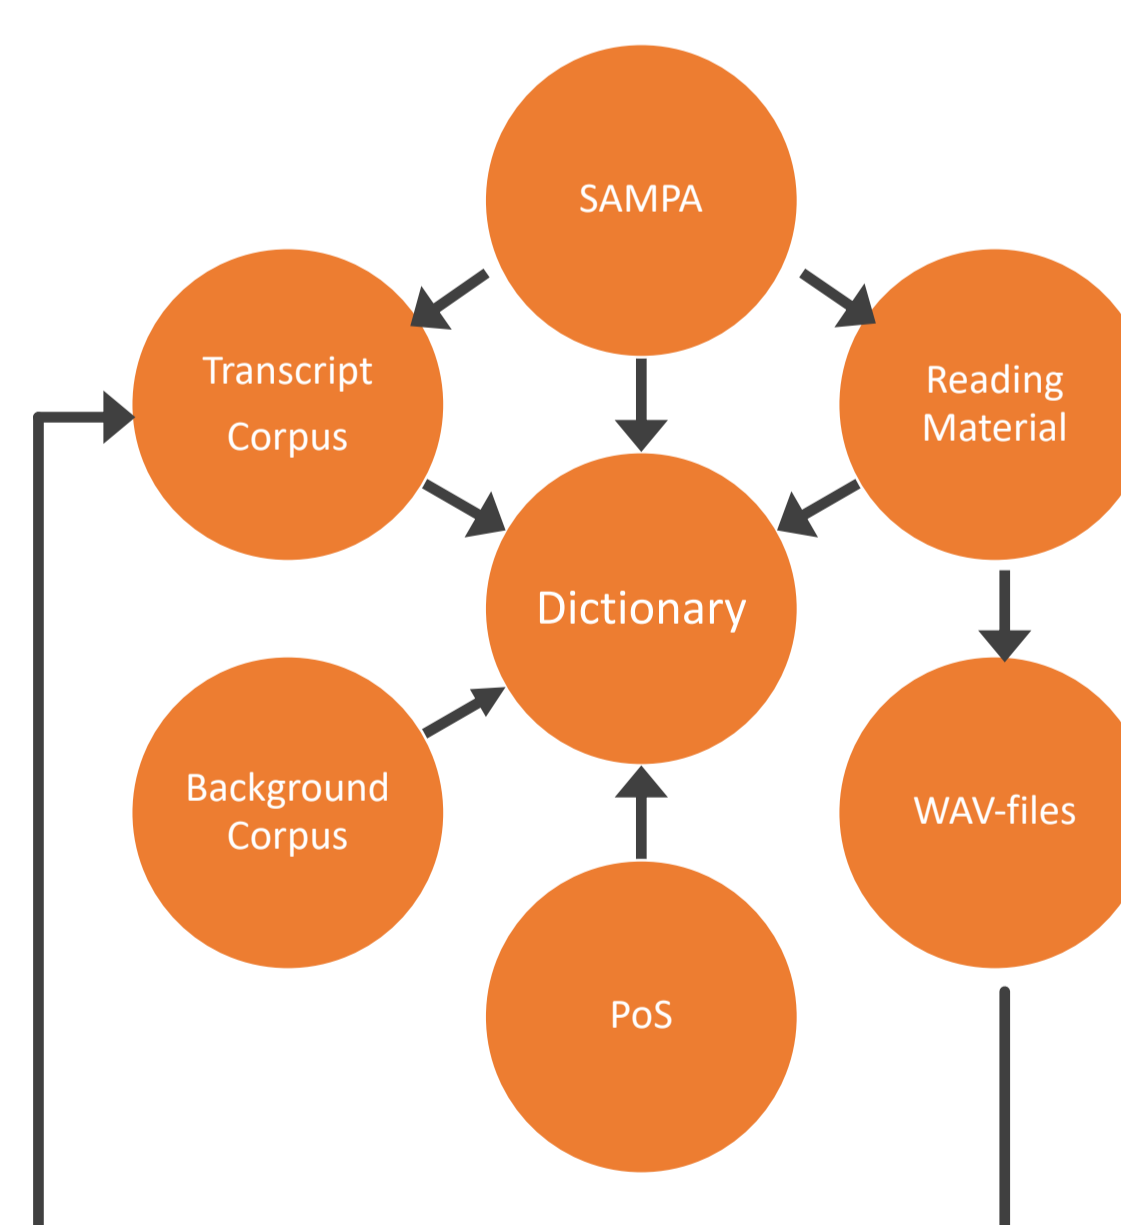 SAMPA
Transcript
Corpus
Reading
Material
Dictionary
Background
Corpus
WAV-files
PoS